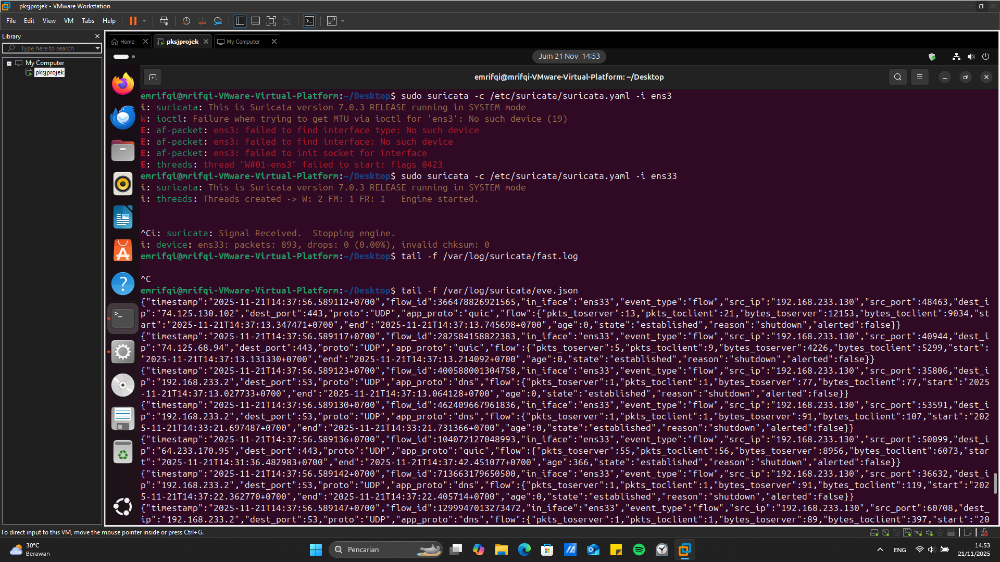 pksjprojek - VMware Workstation
File Edit View VM Tabs Help
Library
Type here to search
My Computer
pksjprojek
Home
pksjprojek
My Computer
Jum 21 Nov 14:53
emrifqi@mrifqi-VMware-Virtual-Platform: ~/Desktop
emrifqi@mrifqi-VMware-Virtual-Platform:~/Desktop$ sudo suricata -c /etc/suricata/suricata.yaml -i ens3
i: suricata: This is Suricata version 7.0.3 RELEASE running in SYSTEM mode
W: ioctl: Failure when trying to get MTU via ioctl for 'ens3': No such device (19)
E: af-packet: ens3: failed to find interface type: No such device
E: af-packet: ens3: failed to find interface: No such device
E: af-packet: ens3: failed to init socket for interface
E: threads: thread "W#01-ens3" failed to start: flags 0423
emrifqi@mrifqi-VMware-Virtual-Platform:~/Desktop$ sudo suricata -c /etc/suricata/suricata.yaml -i ens33
i: suricata: This is Suricata version 7.0.3 RELEASE running in SYSTEM mode
i: threads: Threads created -> W: 2 FM: 1 FR: 1   Engine started.
^Ci: suricata: Signal Received.  Stopping engine.
i: device: ens33: packets: 893, drops: 0 (0.00%), invalid chksum: 0
emrifqi@mrifqi-VMware-Virtual-Platform:~/Desktop$ tail -f /var/log/suricata/fast.log
^C
emrifqi@mrifqi-VMware-Virtual-Platform:~/Desktop$ tail -f /var/log/suricata/eve.json
{"timestamp":"2025-11-21T14:37:56.589112+0700","flow_id":366478826921565,"in_iface":"ens33","event_type":"flow","src_ip":"192.168.233.130","src_port":48463,"dest_i
p":"74.125.130.102","dest_port":443,"proto":"UDP","app_proto":"quic","flow":{"pkts_toserver":13,"pkts_toclient":21,"bytes_toserver":12153,"bytes_toclient":9034,"st
art":"2025-11-21T14:37:13.347471+0700","end":"2025-11-21T14:37:13.745698+0700","age":0,"state":"established","reason":"shutdown","alerted":false}}
{"timestamp":"2025-11-21T14:37:56.589117+0700","flow_id":282584158822383,"in_iface":"ens33","event_type":"flow","src_ip":"192.168.233.130","src_port":40944,"dest_i
p":"74.125.68.94","dest_port":443,"proto":"UDP","app_proto":"quic","flow":{"pkts_toserver":5,"pkts_toclient":9,"bytes_toserver":4226,"bytes_toclient":5299,"start":
"2025-11-21T14:37:13.131330+0700","end":"2025-11-21T14:37:13.214092+0700","age":0,"state":"established","reason":"shutdown","alerted":false}}
{"timestamp":"2025-11-21T14:37:56.589123+0700","flow_id":400588001304758,"in_iface":"ens33","event_type":"flow","src_ip":"192.168.233.130","src_port":35806,"dest_i
p":"192.168.233.2","dest_port":53,"proto":"UDP","app_proto":"dns","flow":{"pkts_toserver":1,"pkts_toclient":1,"bytes_toserver":77,"bytes_toclient":77,"start":"2025
-11-21T14:37:13.027733+0700","end":"2025-11-21T14:37:13.064128+0700","age":0,"state":"established","reason":"shutdown","alerted":false}}
{"timestamp":"2025-11-21T14:37:56.589130+0700","flow_id":462409667961836,"in_iface":"ens33","event_type":"flow","src_ip":"192.168.233.130","src_port":53591,"dest_i
p":"192.168.233.2","dest_port":53,"proto":"UDP","app_proto":"dns","flow":{"pkts_toserver":1,"pkts_toclient":1,"bytes_toserver":91,"bytes_toclient":107,"start":"202
5-11-21T14:33:21.697487+0700","end":"2025-11-21T14:33:21.731366+0700","age":0,"state":"established","reason":"shutdown","alerted":false}}
{"timestamp":"2025-11-21T14:37:56.589136+0700","flow_id":104072127048993,"in_iface":"ens33","event_type":"flow","src_ip":"192.168.233.130","src_port":50099,"dest_i
p":"64.233.170.95","dest_port":443,"proto":"UDP","app_proto":"quic","flow":{"pkts_toserver":55,"pkts_toclient":56,"bytes_toserver":8956,"bytes_toclient":6073,"star
t":"2025-11-21T14:31:36.482983+0700","end":"2025-11-21T14:37:42.451077+0700","age":366,"state":"established","reason":"shutdown","alerted":false}}
{"timestamp":"2025-11-21T14:37:56.589142+0700","flow_id":713663179650500,"in_iface":"ens33","event_type":"flow","src_ip":"192.168.233.130","src_port":36632,"dest_i
p":"192.168.233.2","dest_port":53,"proto":"UDP","app_proto":"dns","flow":{"pkts_toserver":1,"pkts_toclient":1,"bytes_toserver":91,"bytes_toclient":119,"start":"202
5-11-21T14:37:22.362770+0700","end":"2025-11-21T14:37:22.405714+0700","age":0,"state":"established","reason":"shutdown","alerted":false}}
{"timestamp":"2025-11-21T14:37:56.589147+0700","flow_id":1299947013273472,"in_iface":"ens33","event_type":"flow","src_ip":"192.168.233.130","src_port":60708,"dest_
ip":"192.168.233.2","dest_port":53,"proto":"UDP","app_proto":"dns","flow":{"pkts_toserver":1,"pkts_toclient":1,"bytes_toserver":89,"bytes_toclient":397,"start":"20
To direct input to this VM, move the mouse pointer inside or press Ctrl+G.
30°C
Berawan
Pencarian
ENG
14.53
21/11/2025